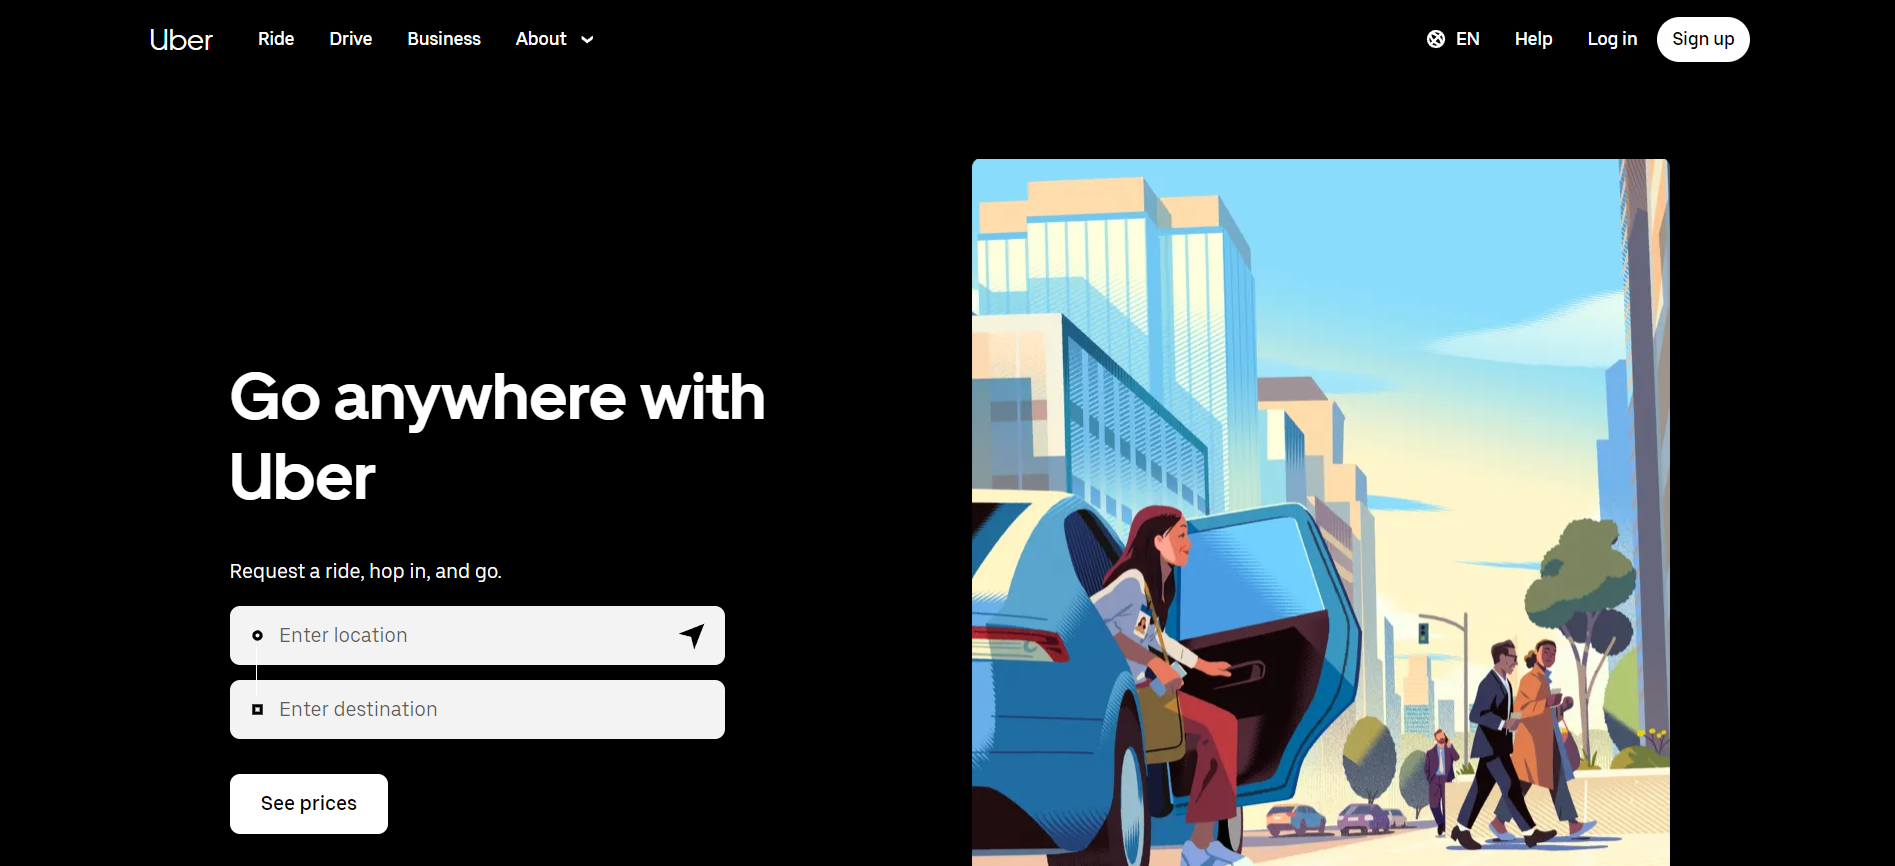 Uber Ride Drive Business About EN Help Log in Sign up
Go anywhere with
Uber
Request a ride, hop in, and go.
Enter location
Enter destination
See prices